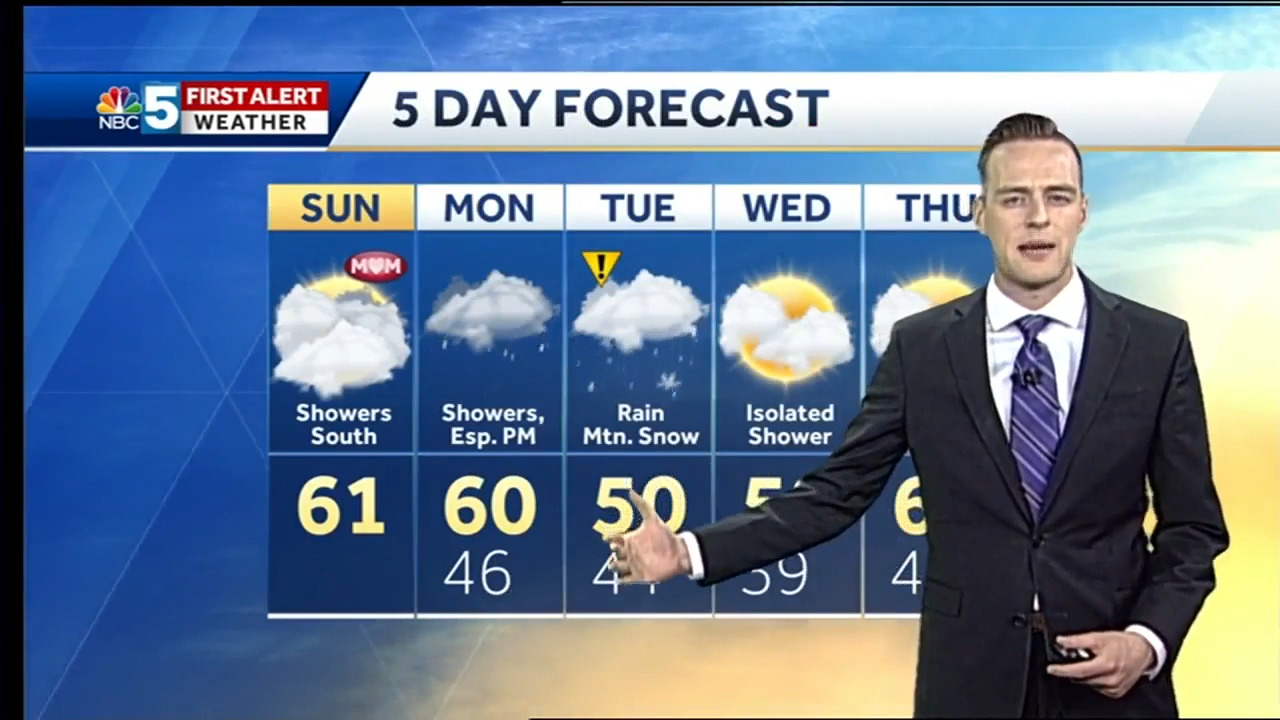 NBC 5 FIRST ALERT
WEATHER
5 DAY FORECAST
SUN MON TUE WED THU
MOM
!
Showers
South
Showers,
Esp. PM
Rain
Mtn. Snow
Isolated
Shower
61 60 50
46